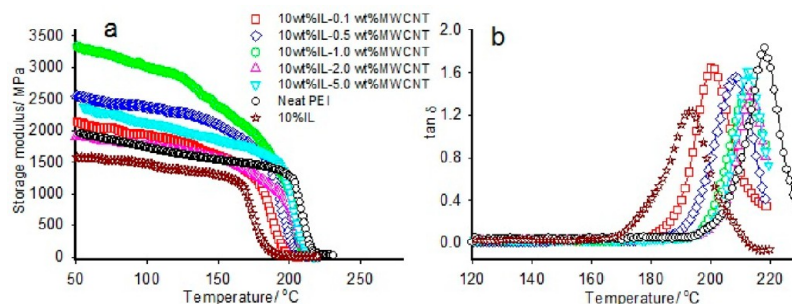 a
3500
3000
2500
2000
1500
1000
500
0
Storage modulus/ MPa
50 100 150 200 250
Temperature/ °C
10wt%IL-0.1 wt%MWCNT
10wt%IL-0.5 wt%MWCNT
10wt%IL-1.0 wt%MWCNT
10wt%IL-2.0 wt%MWCNT
10wt%IL-5.0 wt%MWCNT
Neat PEI
10%IL
b
2.0
1.6
1.2
0.8
0.4
0.0
tan δ
120 140 160 180 200 220
Temperature/ °C